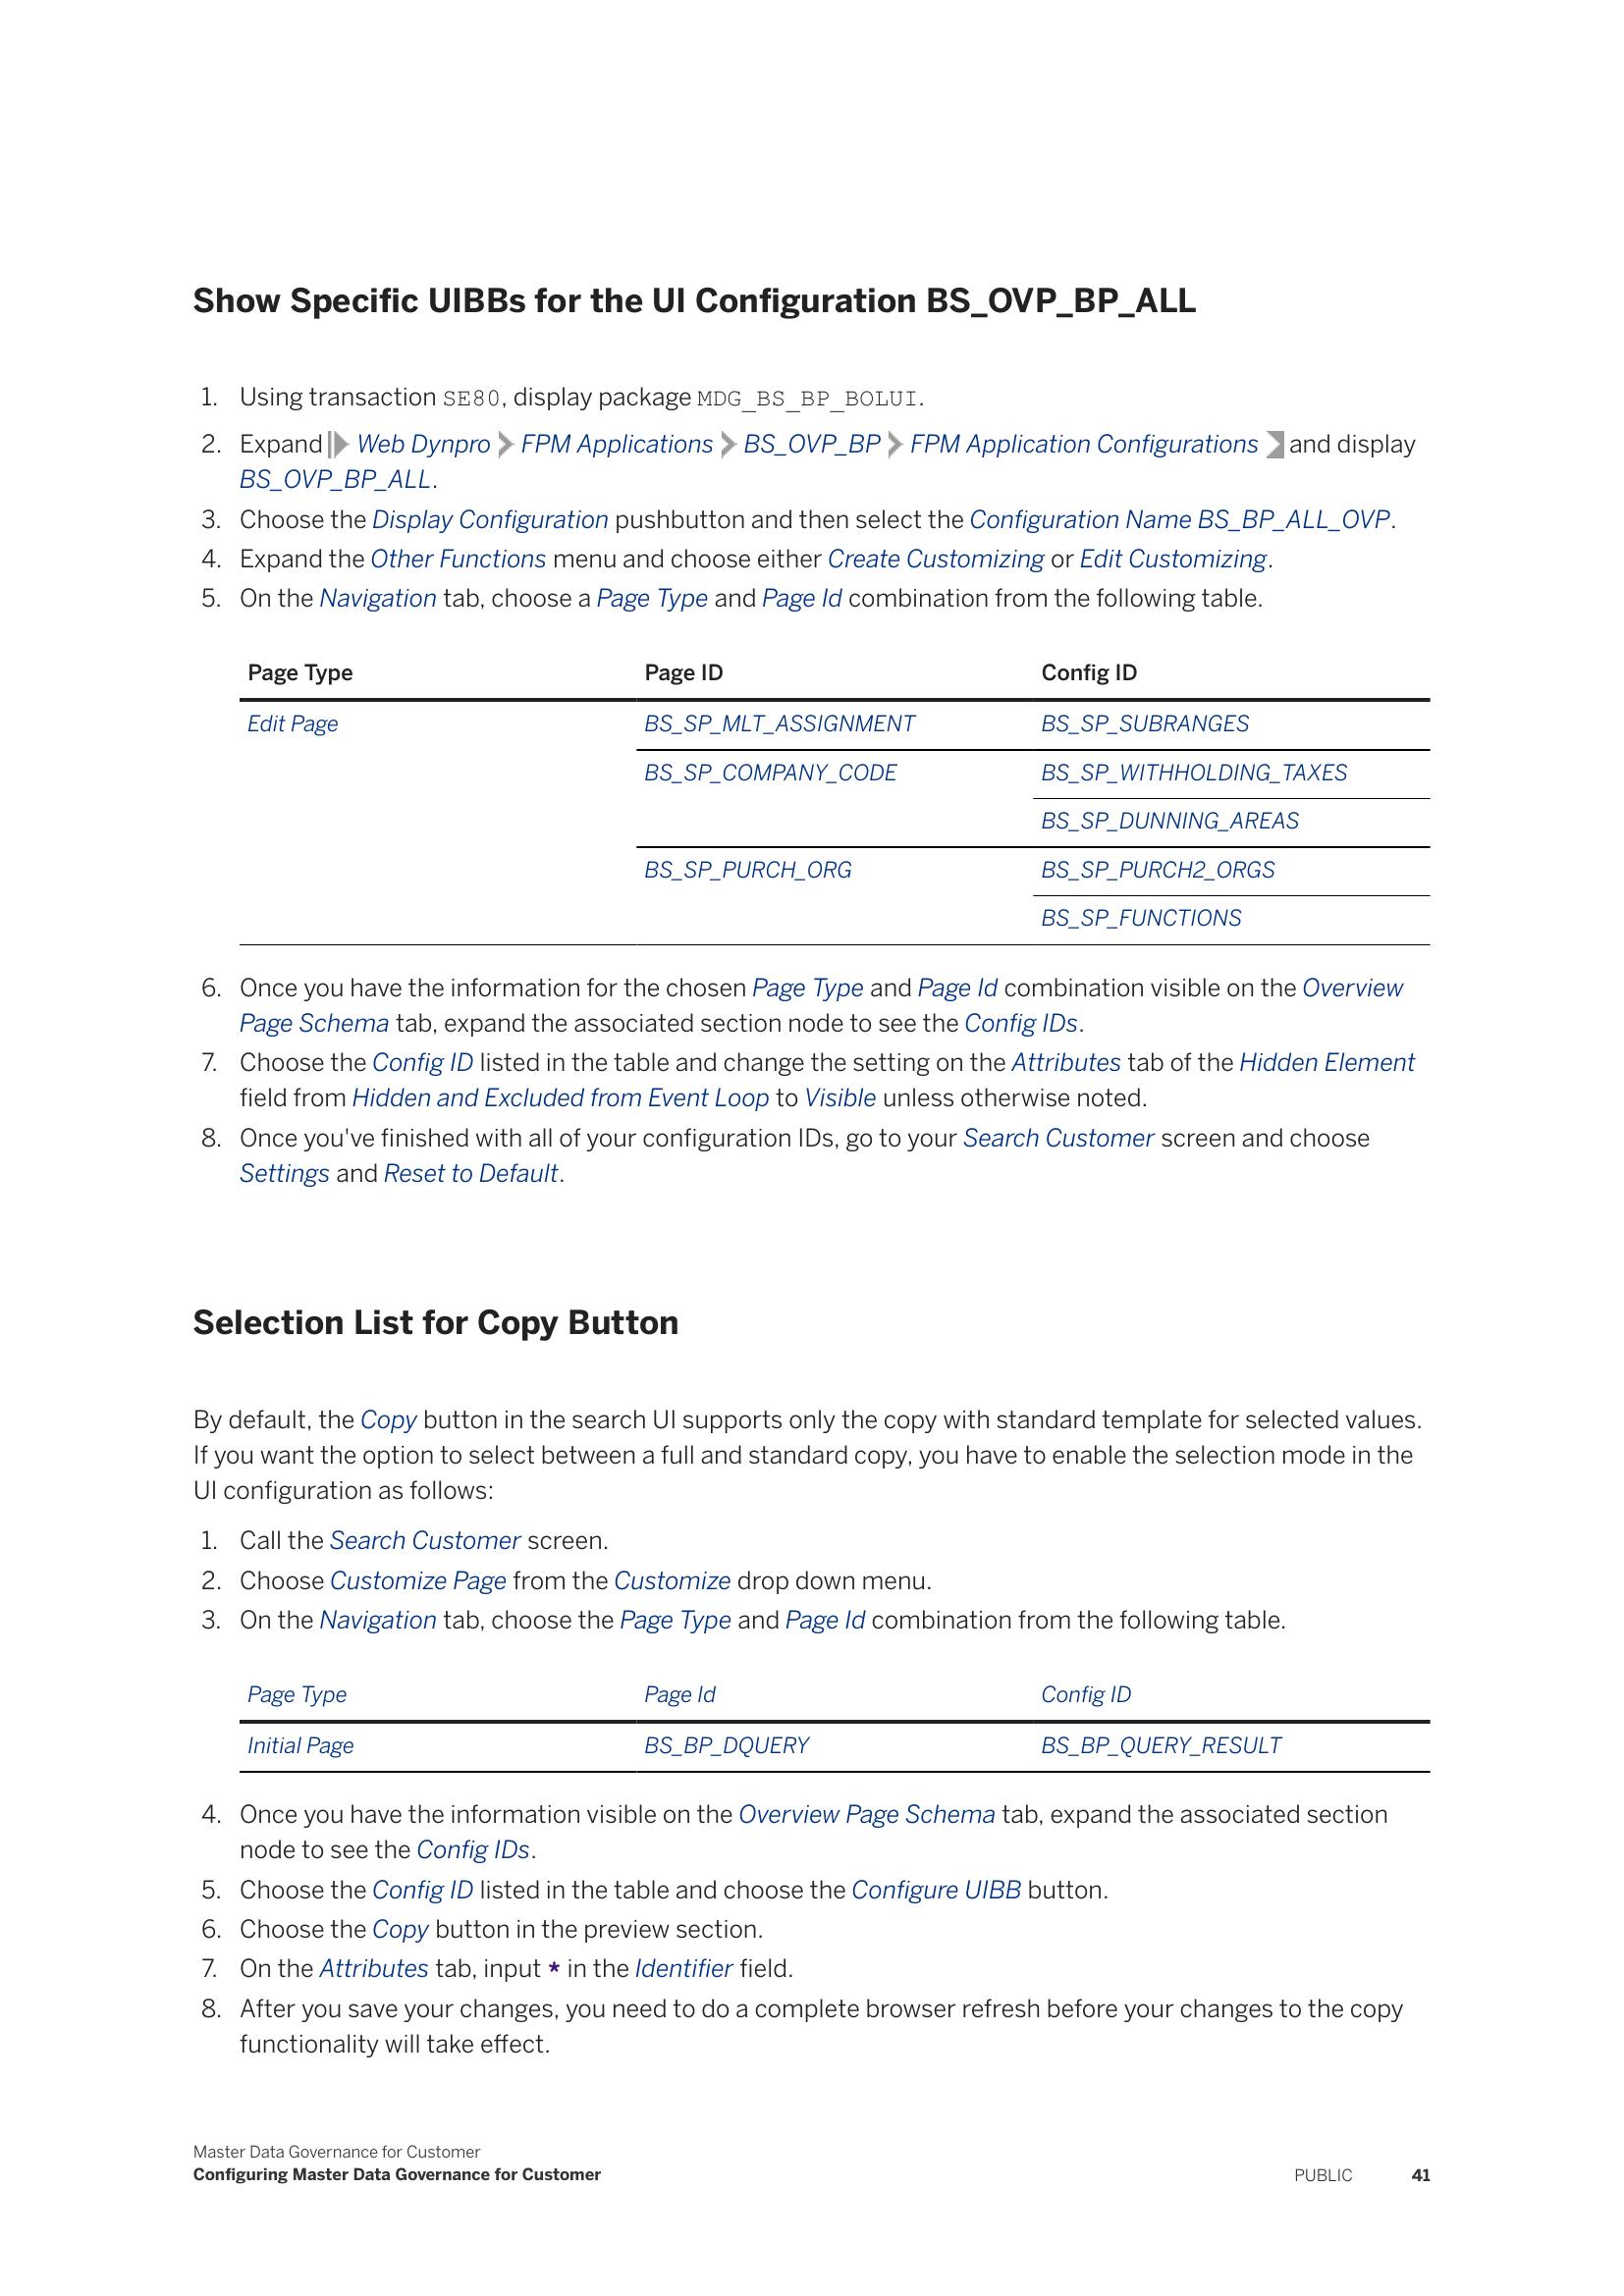 Show Specific UIBBs for the UI Configuration BS_OVP_BP_ALL
1. Using transaction SE80, display package MDG_BS_BP_BOLUI.
2. Expand Web Dynpro FPM Applications BS_OVP_BP FPM Application Configurations and display
BS_OVP_BP_ALL.
3. Choose the Display Configuration pushbutton and then select the Configuration Name BS_BP_ALL_OVP.
4. Expand the Other Functions menu and choose either Create Customizing or Edit Customizing.
5. On the Navigation tab, choose a Page Type and Page Id combination from the following table.
Page Type Page ID Config ID
Edit Page BS_SP_MLT_ASSIGNMENT BS_SP_SUBRANGES
BS_SP_COMPANY_CODE BS_SP_WITHHOLDING_TAXES
BS_SP_DUNNING_AREAS
BS_SP_PURCH_ORG BS_SP_PURCH2_ORGS
BS_SP_FUNCTIONS
6. Once you have the information for the chosen Page Type and Page Id combination visible on the Overview
Page Schema tab, expand the associated section node to see the Config IDs.
7. Choose the Config ID listed in the table and change the setting on the Attributes tab of the Hidden Element
field from Hidden and Excluded from Event Loop to Visible unless otherwise noted.
8. Once you've finished with all of your configuration IDs, go to your Search Customer screen and choose
Settings and Reset to Default.
Selection List for Copy Button
By default, the Copy button in the search UI supports only the copy with standard template for selected values.
If you want the option to select between a full and standard copy, you have to enable the selection mode in the
UI configuration as follows:
1. Call the Search Customer screen.
2. Choose Customize Page from the Customize drop down menu.
3. On the Navigation tab, choose the Page Type and Page Id combination from the following table.
Page Type Page Id Config ID
Initial Page BS_BP_DQUERY BS_BP_QUERY_RESULT
4. Once you have the information visible on the Overview Page Schema tab, expand the associated section
node to see the Config IDs.
5. Choose the Config ID listed in the table and choose the Configure UIBB button.
6. Choose the Copy button in the preview section.
7. On the Attributes tab, input * in the Identifier field.
8. After you save your changes, you need to do a complete browser refresh before your changes to the copy
functionality will take effect.
Master Data Governance for Customer
Configuring Master Data Governance for Customer PUBLIC 41